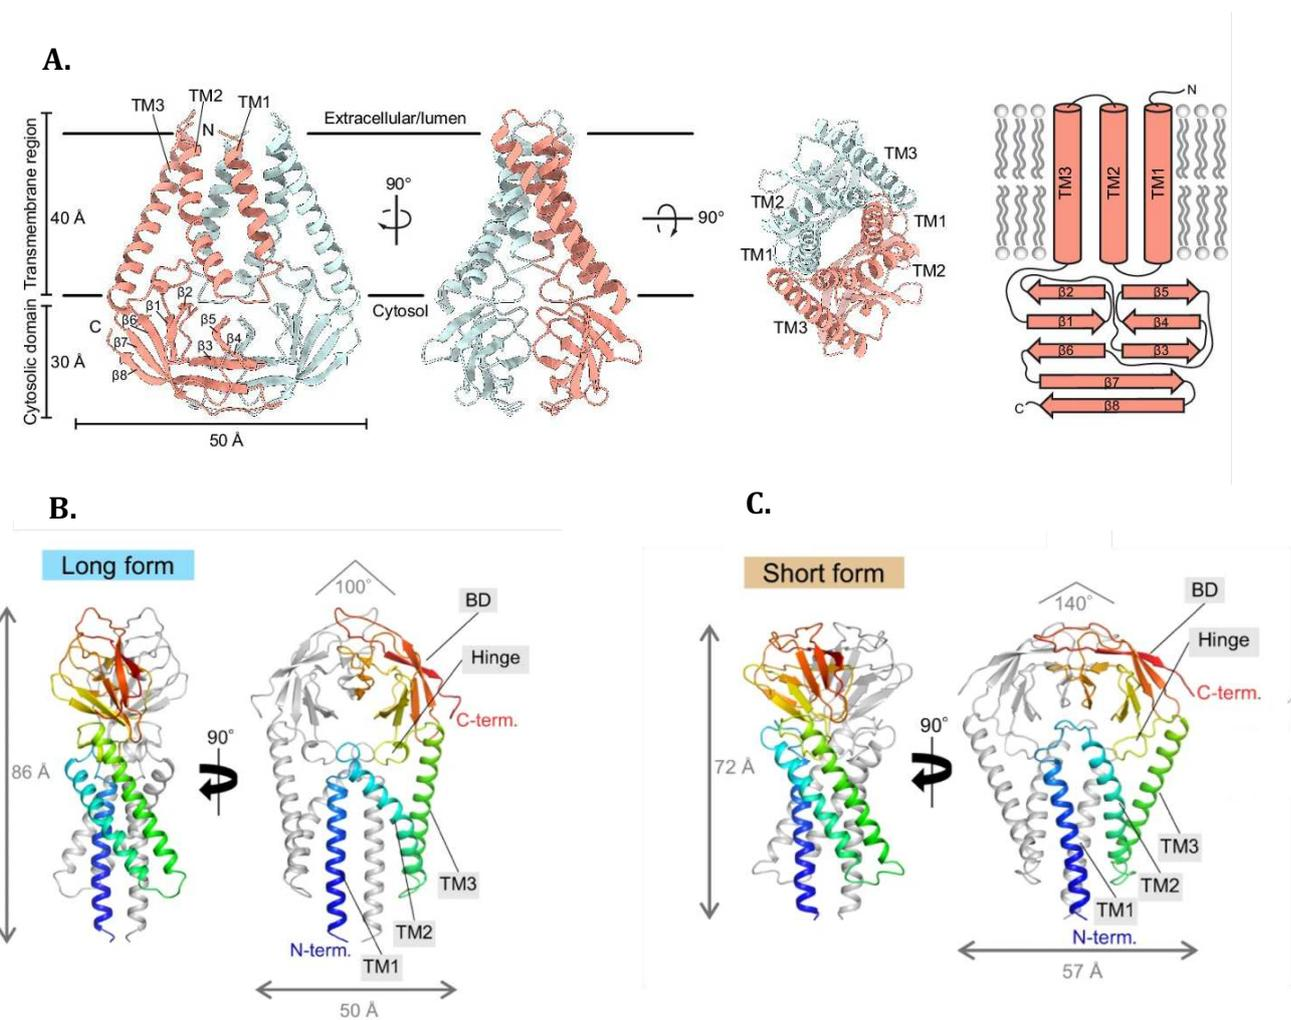 A.
TM3
TM2
TM1
N
Extracellular/lumen
Transmembrane region
40 Å
90°
90°
Cytosol
Cytosolic domain
30 Å
C
β1
β2
β6
β5
β7
β3
β4
β8
50 Å
TM3
TM2
TM1
TM1
TM2
TM3
N
TM3
TM2
TM1
β2
β5
β1
β4
β6
β3
β7
β8
C
B.
Long form
100°
BD
Hinge
C-term.
86 Å
90°
TM3
TM2
N-term.
TM1
50 Å
C.
Short form
140°
BD
Hinge
C-term.
72 Å
90°
TM3
TM2
TM1
N-term.
57 Å